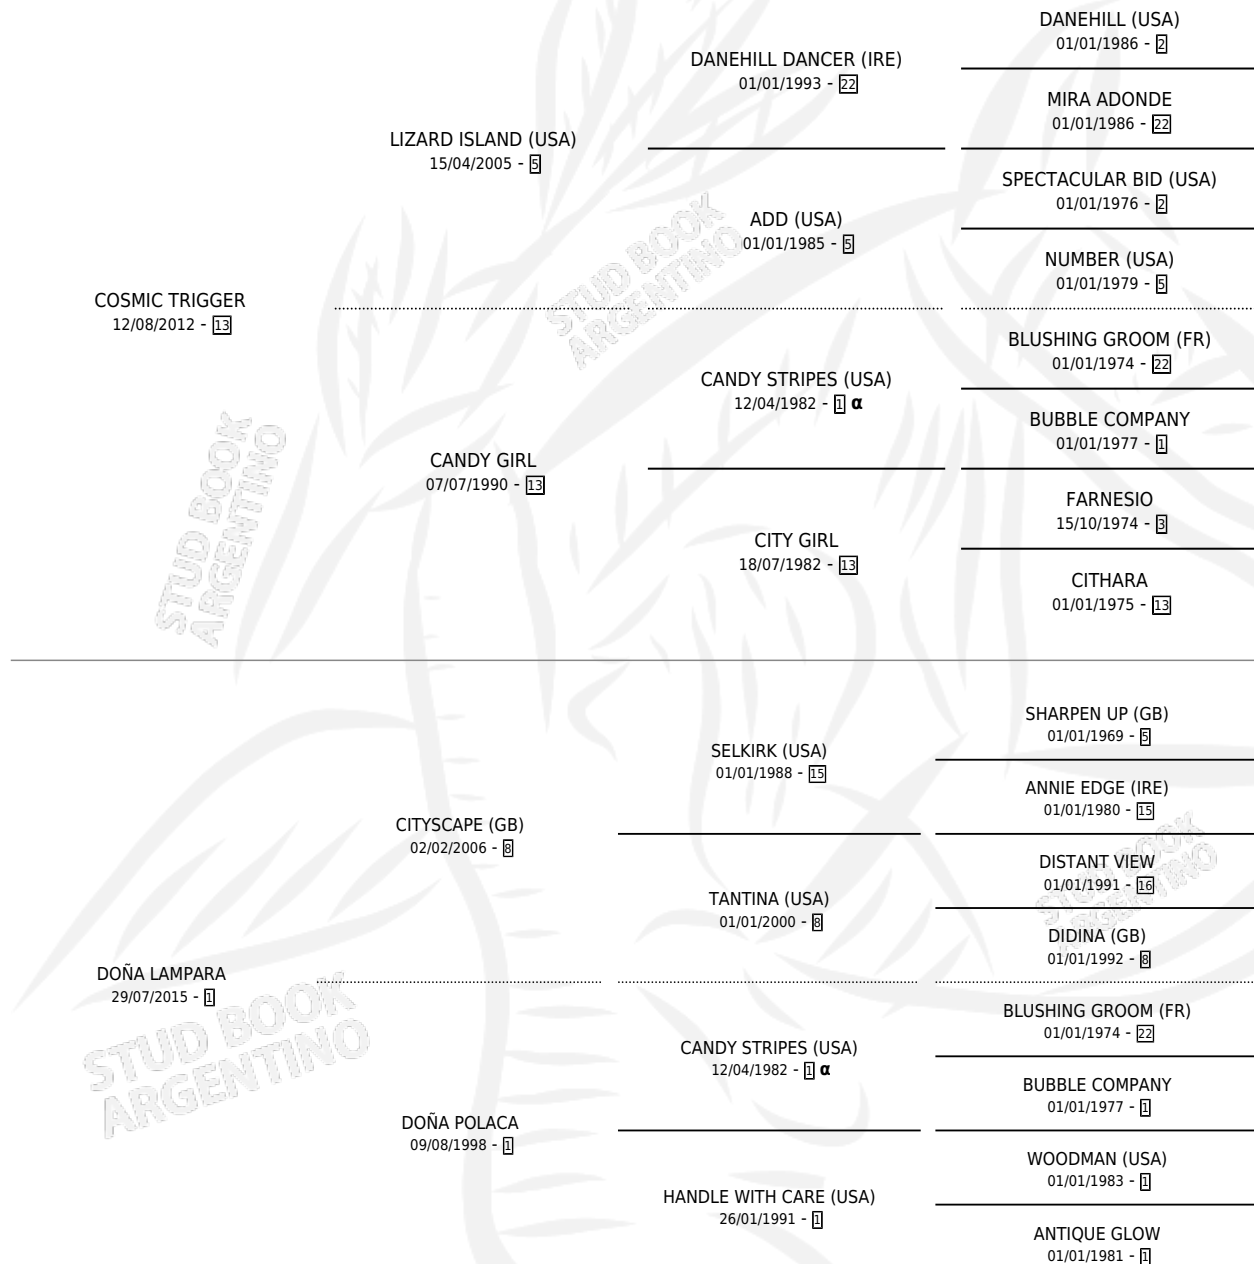 DANEHILL (USA)
01/01/1986 - 2
DANEHILL DANCER (IRE)
01/01/1993 - 22
MIRA ADONDE
01/01/1986 - 22
LIZARD ISLAND (USA)
15/04/2005 - 5
SPECTACULAR BID (USA)
01/01/1976 - 2
ADD (USA)
01/01/1985 - 5
NUMBER (USA)
01/01/1979 - 5
COSMIC TRIGGER
12/08/2012 - 13
BLUSHING GROOM (FR)
01/01/1974 - 22
CANDY STRIPES (USA)
12/04/1982 - 1 α
BUBBLE COMPANY
01/01/1977 - 1
CANDY GIRL
07/07/1990 - 13
FARNESIO
15/10/1974 - 3
CITY GIRL
18/07/1982 - 13
CITHARA
01/01/1975 - 13
STUD BOOK
ARGENTINO
STUD BOOK
ARGENTINO
SHARPEN UP (GB)
01/01/1969 - 5
SELKIRK (USA)
01/01/1988 - 15
ANNIE EDGE (IRE)
01/01/1980 - 15
CITYSCAPE (GB)
02/02/2006 - 8
DISTANT VIEW
01/01/1991 - 16
TANTINA (USA)
01/01/2000 - 8
DIDINA (GB)
01/01/1992 - 8
DOÑA LAMPARA
29/07/2015 - 1
BLUSHING GROOM (FR)
01/01/1974 - 22
CANDY STRIPES (USA)
12/04/1982 - 1 α
BUBBLE COMPANY
01/01/1977 - 1
DOÑA POLACA
09/08/1998 - 1
WOODMAN (USA)
01/01/1983 - 1
HANDLE WITH CARE (USA)
26/01/1991 - 1
ANTIQUE GLOW
01/01/1981 - 1
STUD BOOK
ARGENTINO
STUD BOOK
ARGENTINO